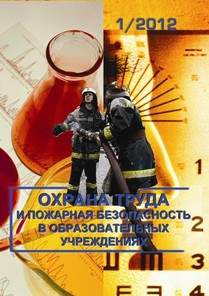 1/2012
ОХРАНА ТРУДА
И ПОЖАРНАЯ БЕЗОПАСНОСТЬ
В ОБРАЗОВАТЕЛЬНЫХ
УЧРЕЖДЕНИЯХ
1
2
3
Ш m
Б
4